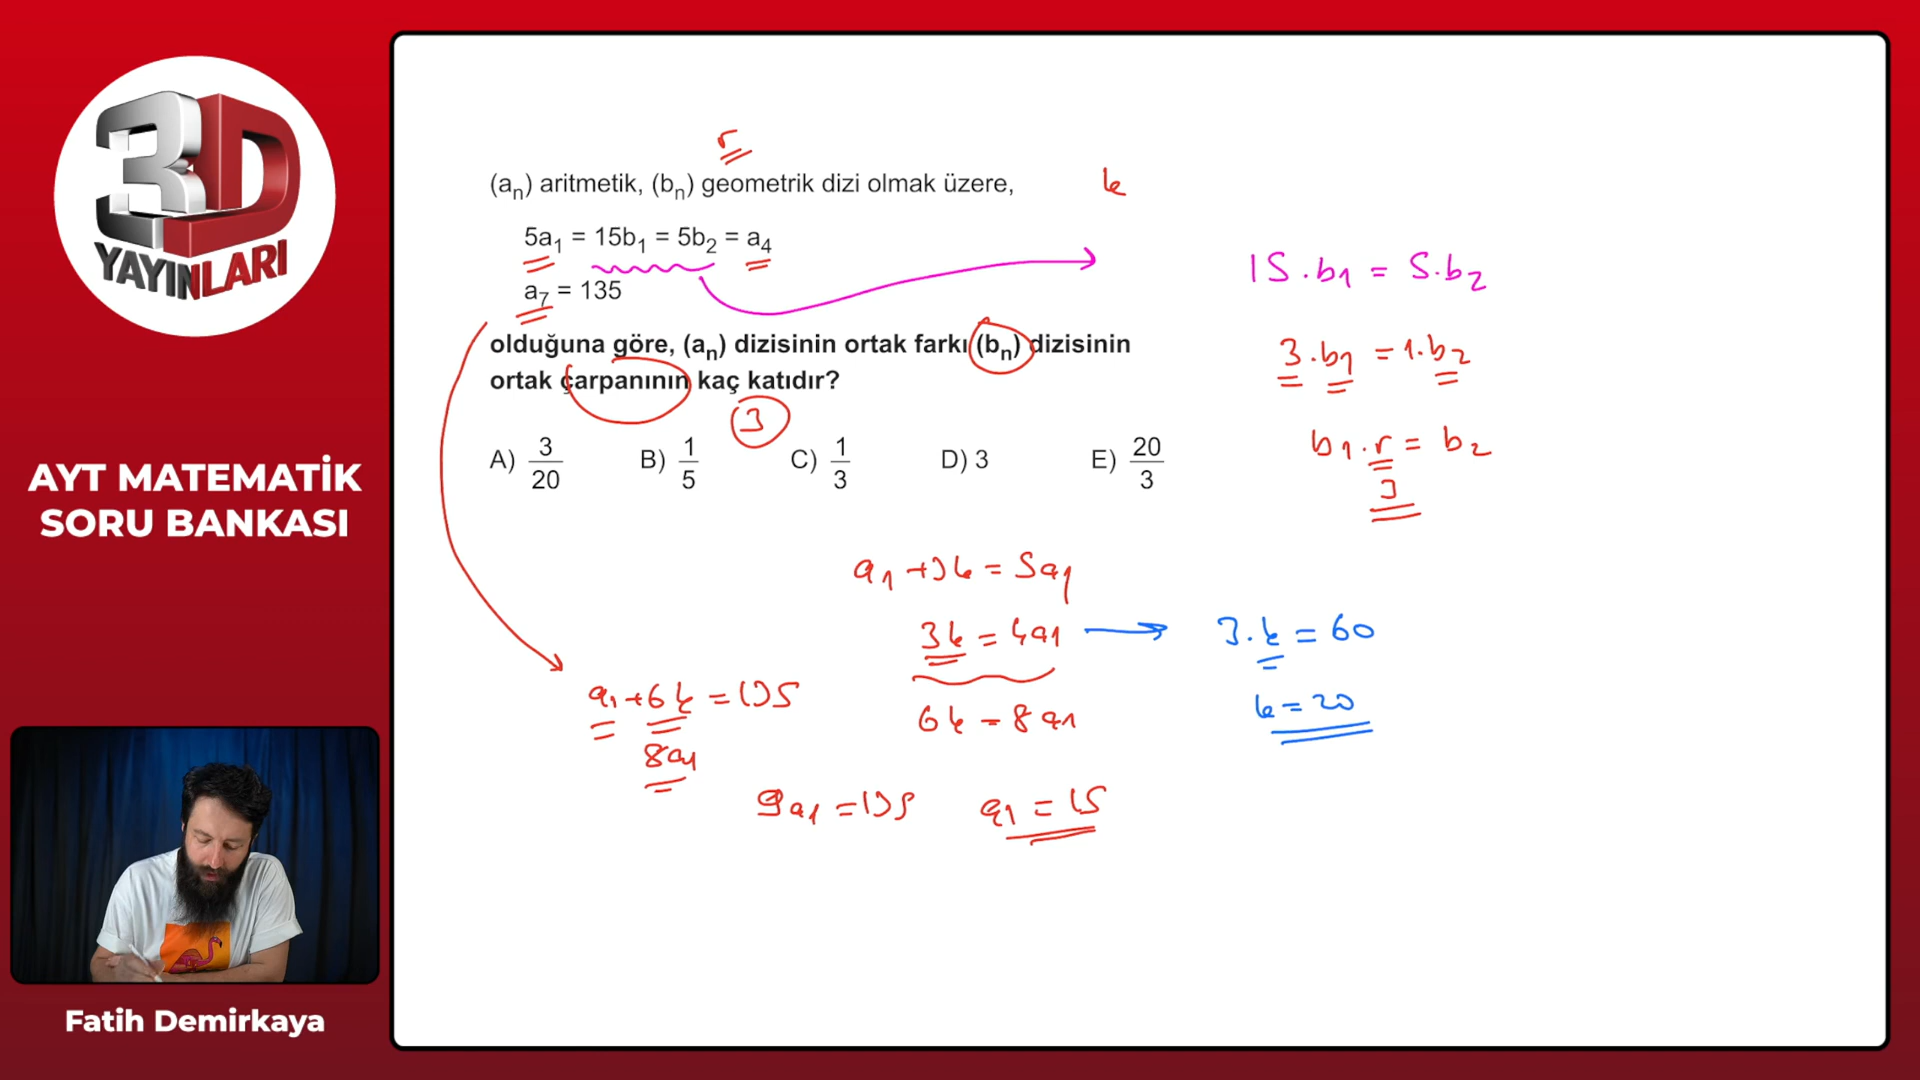 3D
YAYINLARI
AYT MATEMATİK
SORU BANKASI
Fatih Demirkaya
r
(aₙ) aritmetik, (bₙ) geometrik dizi olmak üzere,
k
5a₁ = 15b₁ = 5b₂ = a₄
a₇ = 135
olduğuna göre, (aₙ) dizisinin ortak farkı (bₙ) dizisinin
ortak çarpanının kaç katıdır?
3
A) 3/20 B) 1/5 C) 1/3 D) 3 E) 20/3
15.b₁ = 5.b₂
3.b₁ = 1.b₂
b₁.r = b₂
3
a₁ + 3k = 5a₁
3k = 4a₁
3.k = 60
a₁ + 6k = 135
6k = 8a₁
k = 20
8a₁
9a₁ = 135
a₁ = 15